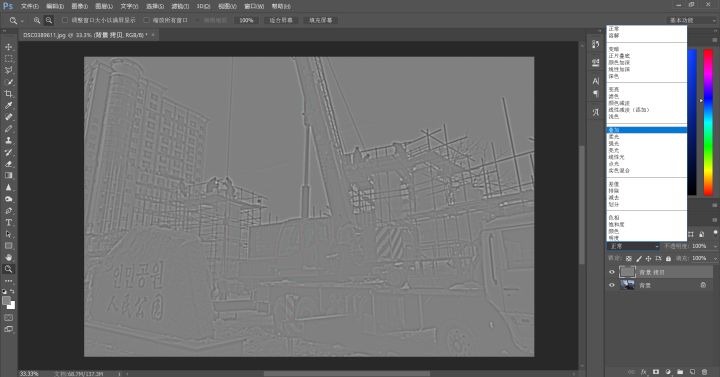 Ps 文件(F) 编辑(E) 图像(I) 图层(L) 文字(Y) 选择(S) 滤镜(T) 3D(D) 视图(V) 窗口(W) 帮助(H)
调整窗口大小以满屏显示 缩放所有窗口 细微缩放 100% 适合屏幕 填充屏幕 基本功能
DSC0389611.jpg @ 33.3% (背景 拷贝, RGB/8) *
正常
溶解
变暗
正片叠底
颜色加深
线性加深
深色
变亮
滤色
颜色减淡
线性减淡（添加）
浅色
叠加
柔光
强光
亮光
线性光
点光
实色混合
差值
排除
减去
划分
色相
饱和度
颜色
明度
正常 不透明度: 100%
锁定: 填充: 100%
背景 拷贝
背景
人民公园
33.33% 文档:68.7M/137.3M